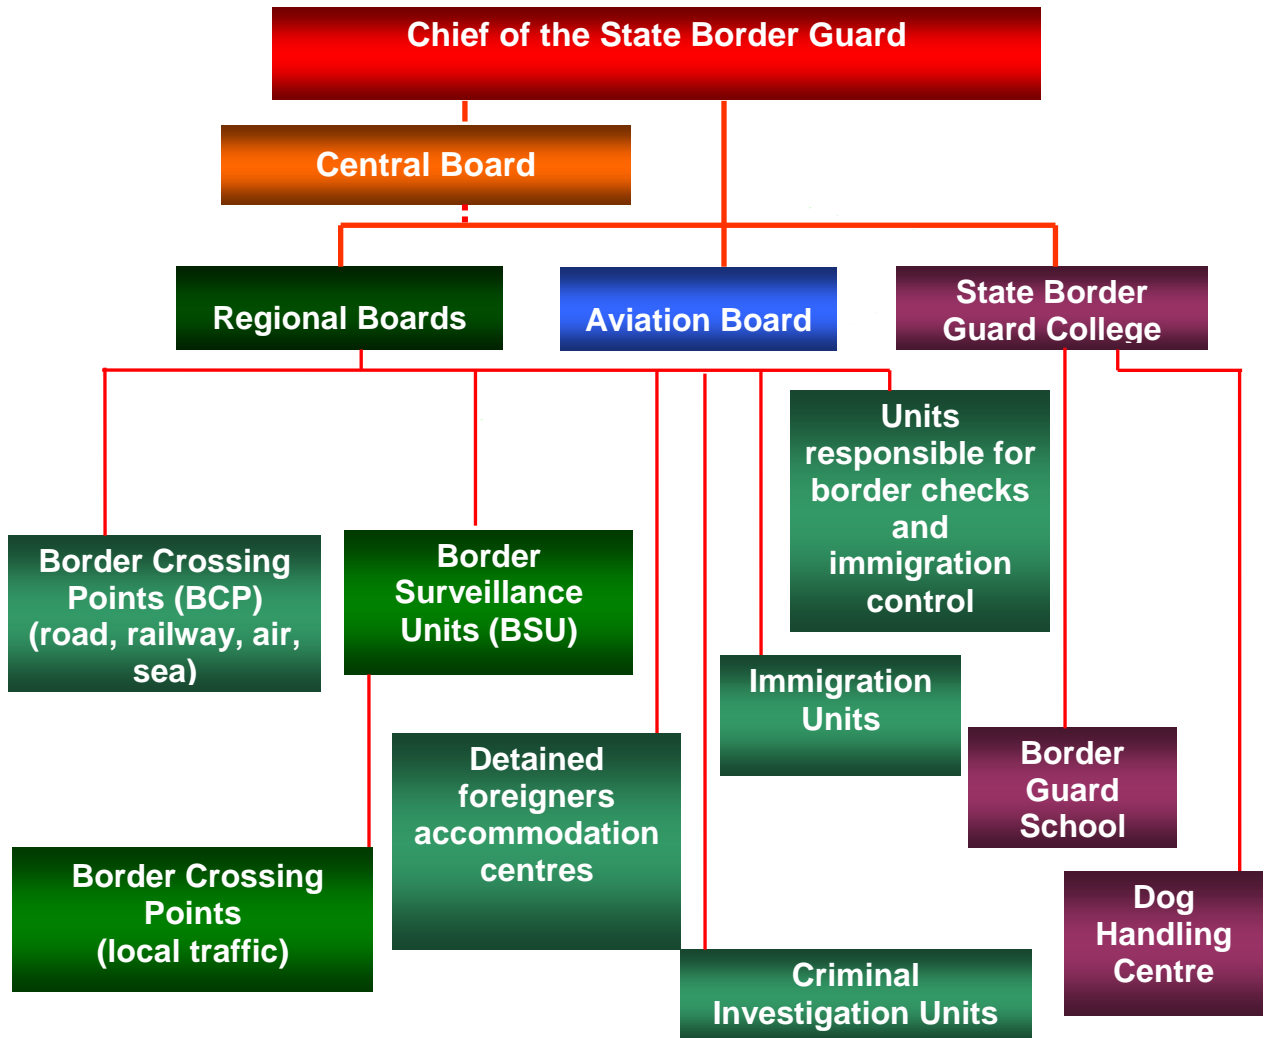 Chief of the State Border Guard
Central Board
Regional Boards
Aviation Board
State Border
Guard College
Units
responsible for
border checks
and
immigration
control
Border Crossing
Points (BCP)
(road, railway, air,
sea)
Border
Surveillance
Units (BSU)
Immigration
Units
Detained
foreigners
accommodation
centres
Border
Guard
School
Border Crossing
Points
(local traffic)
Dog
Handling
Centre
Criminal
Investigation Units